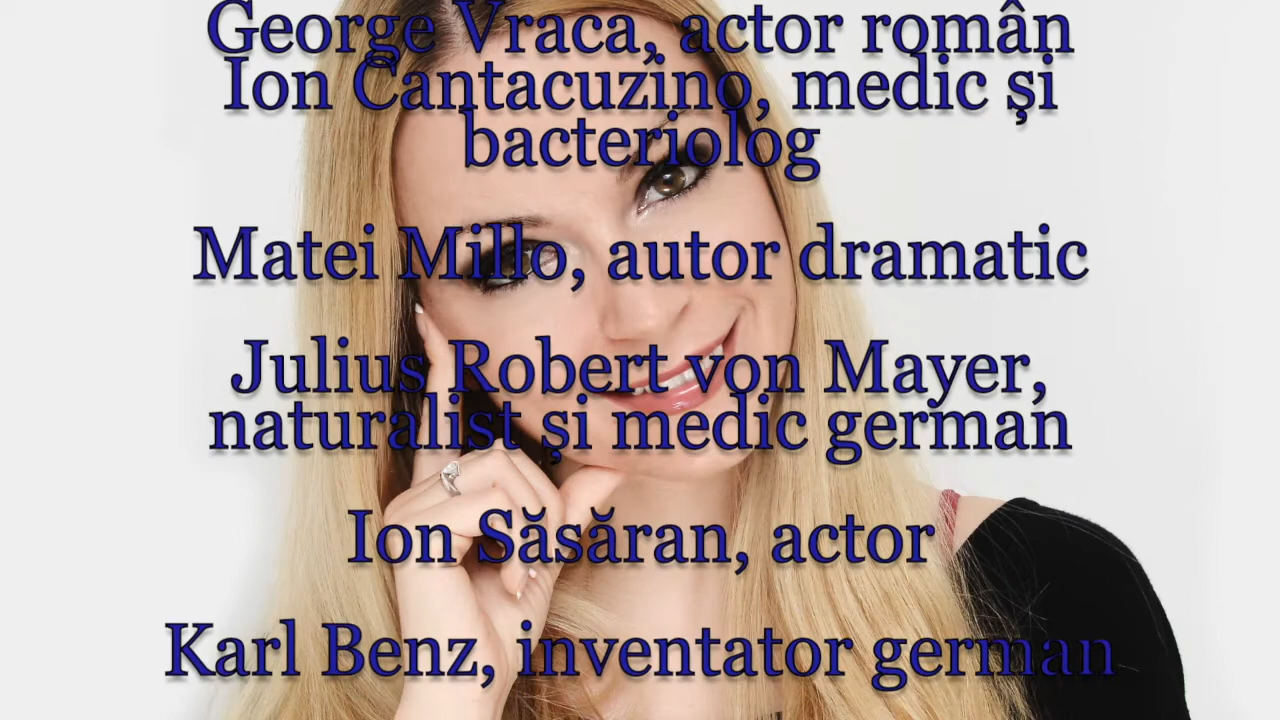 George Vraca, actor român
Ion Cantacuzino, medic și
bacteriolog
Matei Millo, autor dramatic
Julius Robert von Mayer,
naturalist și medic german
Ion Săsăran, actor
Karl Benz, inventator german